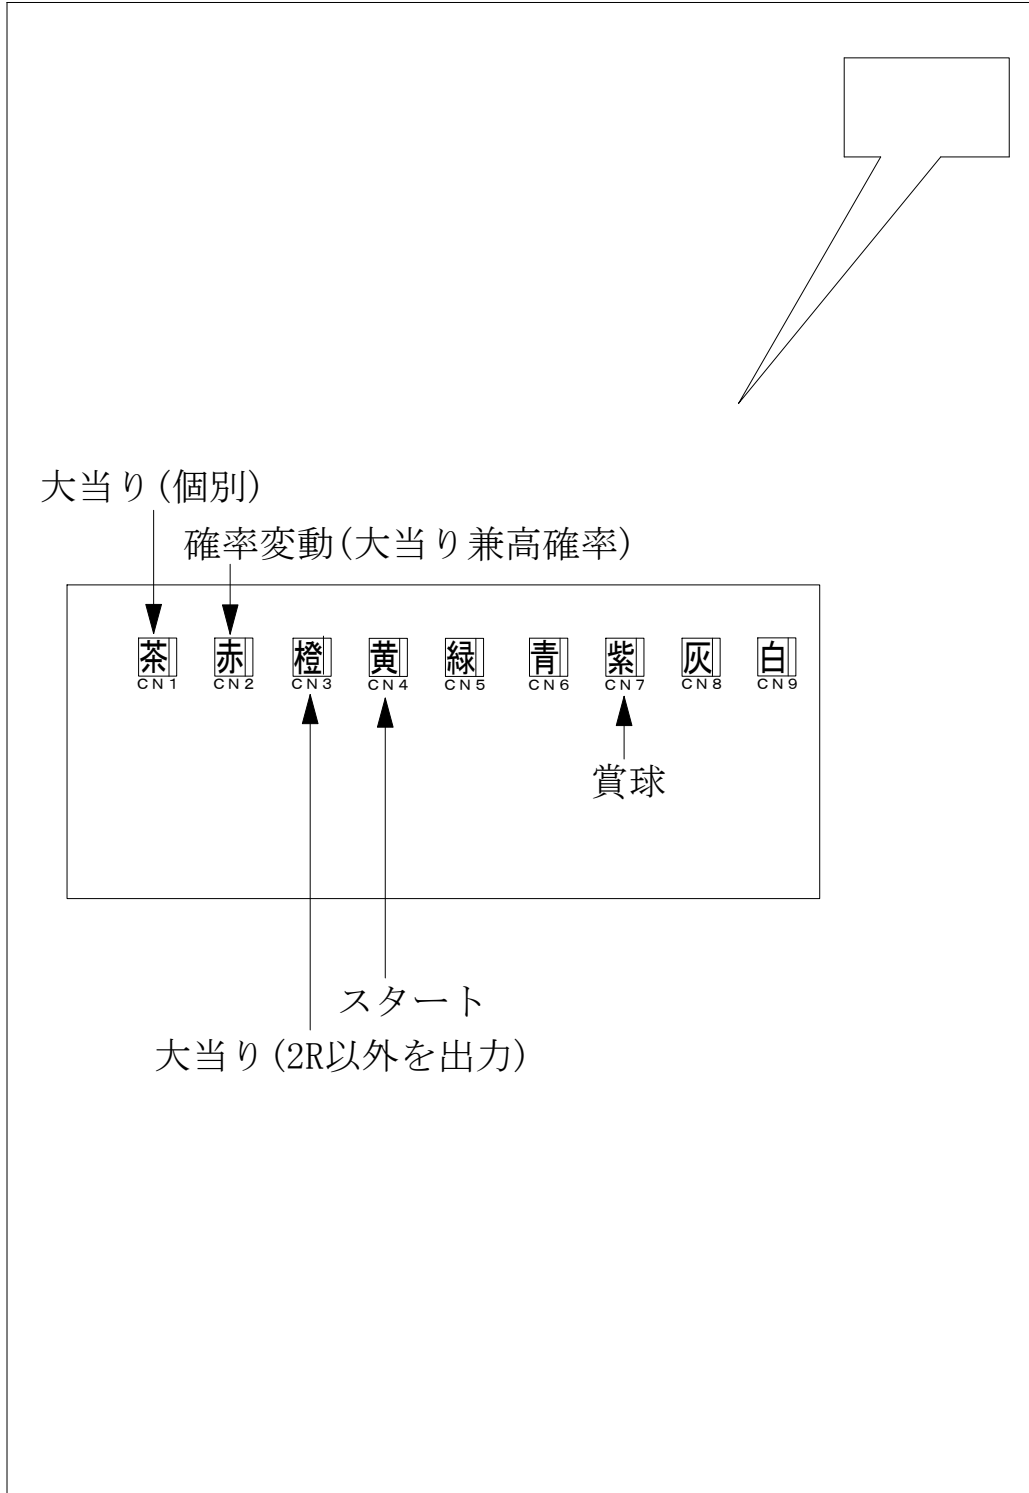 大当り(個別)
確率変動(大当り兼高確率)
茶 赤 橙 黄 緑 青 紫 灰 白
CN1 CN2 CN3 CN4 CN5 CN6 CN7 CN8 CN9
賞球
スタート
大当り(2R以外を出力)